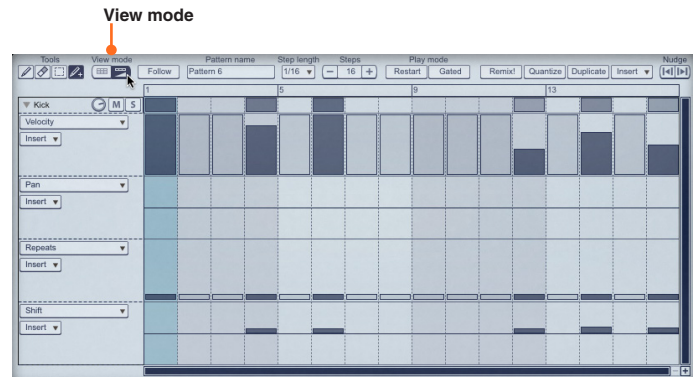 View mode
Tools View mode Pattern name Step length Steps Play mode Nudge
Follow Pattern 6 1/16 − 16 + Restart Gated Remix! Quantize Duplicate Insert
1 5 9 13
Kick M S
Velocity
Insert
Pan
Insert
Repeats
Insert
Shift
Insert